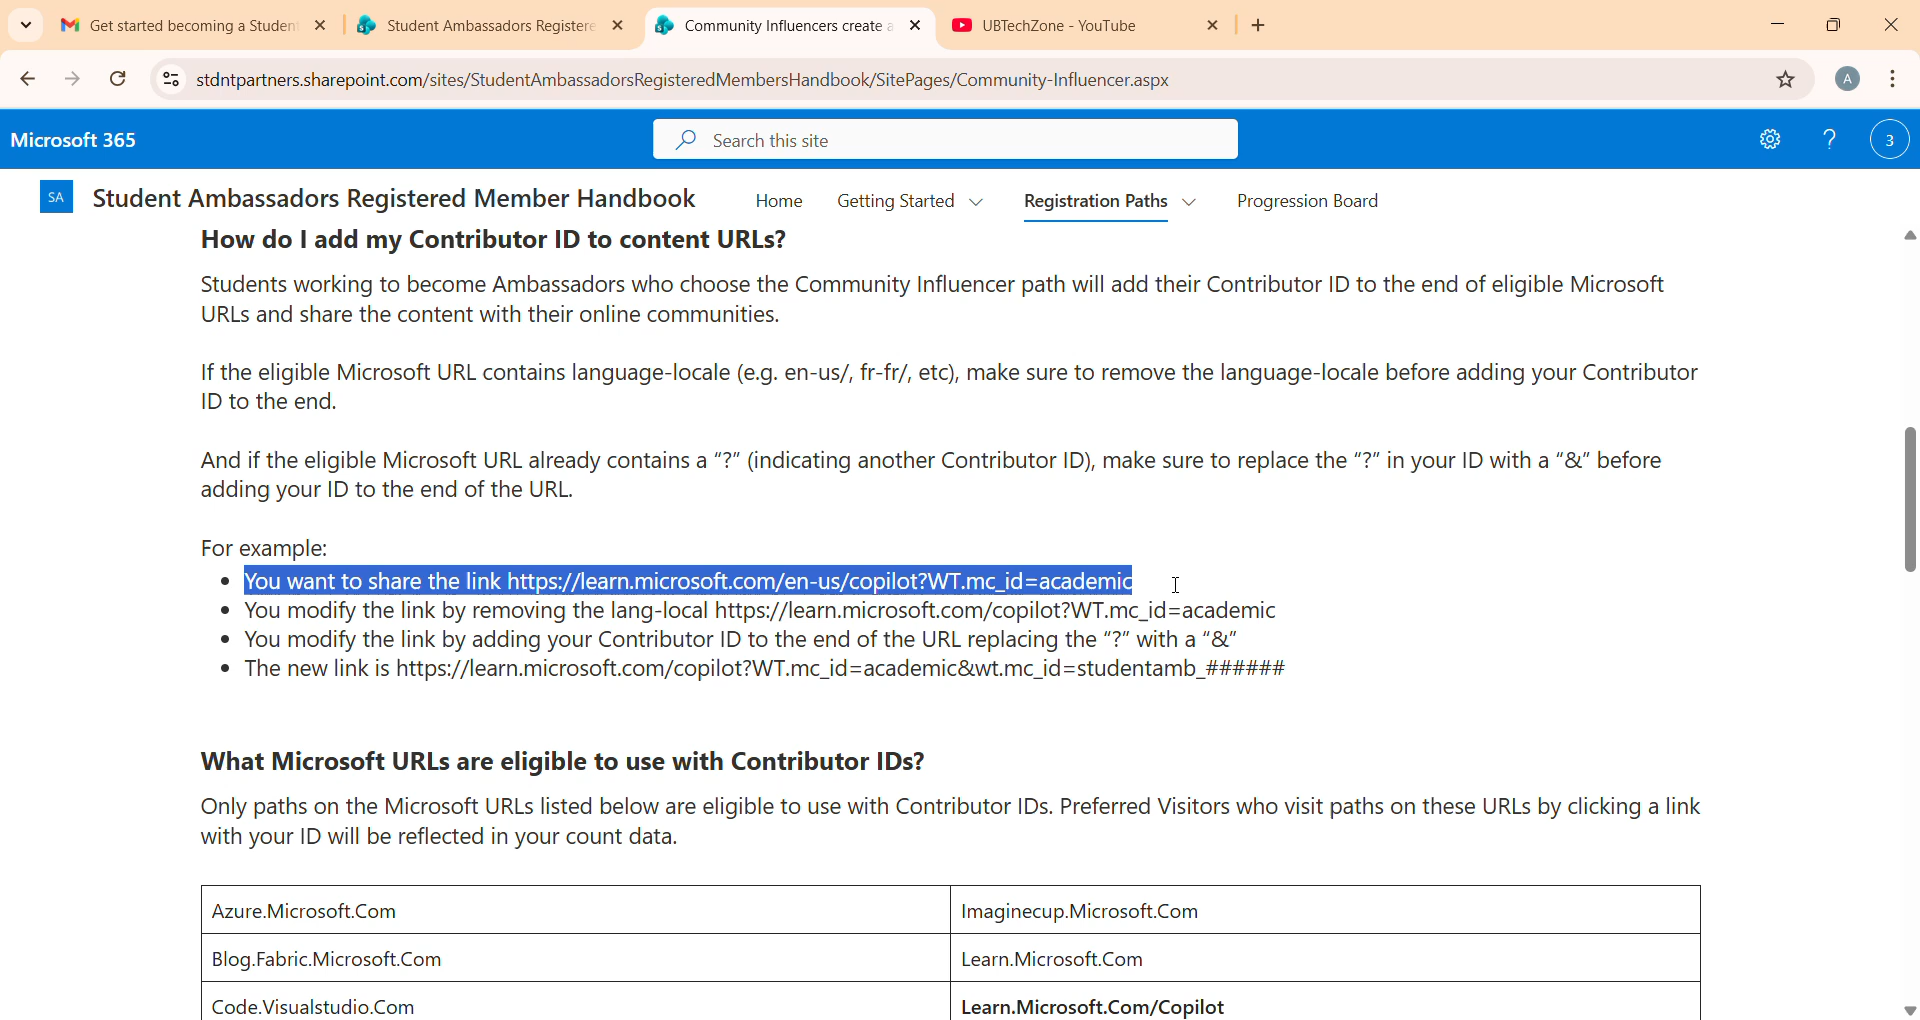 Get started becoming a Studen
Student Ambassadors Registere
Community Influencers create a
UBTechZone - YouTube
stdntpartners.sharepoint.com/sites/StudentAmbassadorsRegisteredMembersHandbook/SitePages/Community-Influencer.aspx
A
Microsoft 365
Search this site
?
3
SA
Student Ambassadors Registered Member Handbook
Home
Getting Started
Registration Paths
Progression Board
How do I add my Contributor ID to content URLs?
Students working to become Ambassadors who choose the Community Influencer path will add their Contributor ID to the end of eligible Microsoft
URLs and share the content with their online communities.
If the eligible Microsoft URL contains language-locale (e.g. en-us/, fr-fr/, etc), make sure to remove the language-locale before adding your Contributor
ID to the end.
And if the eligible Microsoft URL already contains a “?” (indicating another Contributor ID), make sure to replace the “?” in your ID with a “&” before
adding your ID to the end of the URL.
For example:
• You want to share the link https://learn.microsoft.com/en-us/copilot?WT.mc_id=academic
• You modify the link by removing the lang-local https://learn.microsoft.com/copilot?WT.mc_id=academic
• You modify the link by adding your Contributor ID to the end of the URL replacing the “?” with a “&”
• The new link is https://learn.microsoft.com/copilot?WT.mc_id=academic&wt.mc_id=studentamb_######
What Microsoft URLs are eligible to use with Contributor IDs?
Only paths on the Microsoft URLs listed below are eligible to use with Contributor IDs. Preferred Visitors who visit paths on these URLs by clicking a link
with your ID will be reflected in your count data.
Azure.Microsoft.Com
Imaginecup.Microsoft.Com
Blog.Fabric.Microsoft.Com
Learn.Microsoft.Com
Code.Visualstudio.Com
Learn.Microsoft.Com/Copilot